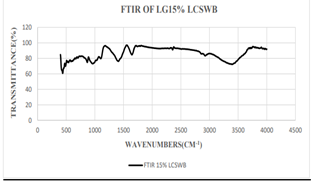 FTIR OF LG15% LCSWB
TRANSMITTANCE(%)
120
100
80
60
40
20
0
0 500 1000 1500 2000 2500 3000 3500 4000 4500
WAVENUMBERS(CM⁻¹)
FTIR 15% LCSWB